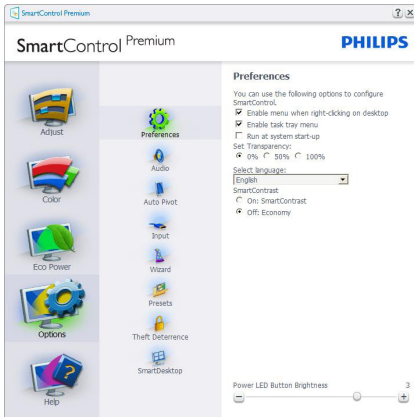 SmartControl Premium
SmartControl Premium
PHILIPS
Adjust
Color
Eco Power
Options
Help
Preferences
Audio
Auto Pivot
Input
Wizard
Presets
Theft Deterrence
SmartDesktop
Preferences
You can use the following options to configure
SmartControl.
Enable menu when right-clicking on desktop
Enable task tray menu
Run at system start-up
Set Transparency:
0% 50% 100%
Select language:
English
SmartContrast
On: SmartContrast
Off: Economy
Power LED Button Brightness 3